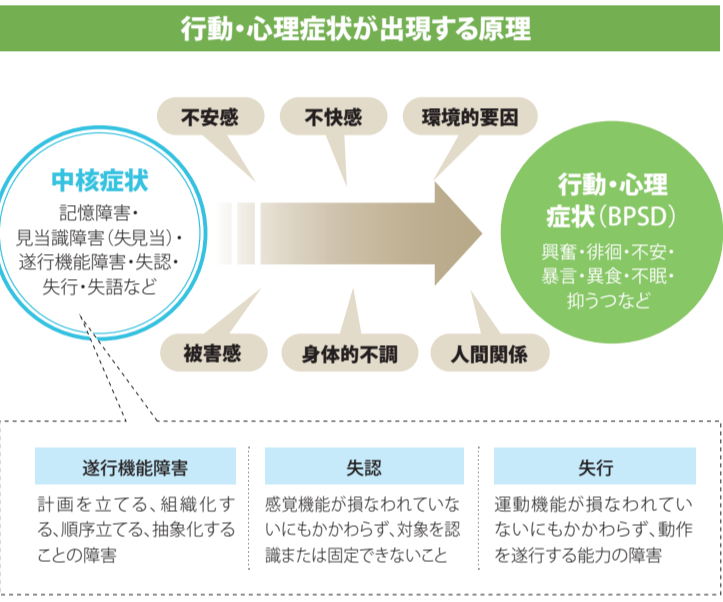 行動・心理症状が出現する原理
不安感
不快感
環境的要因
中核症状
記憶障害・
見当識障害(失見当)・
遂行機能障害・失認・
失行・失語など
行動・心理
症状(BPSD)
興奮・徘徊・不安・
暴言・異食・不眠・
抑うつなど
被害感
身体的不調
人間関係
遂行機能障害
計画を立てる、組織化す
る、順序立てる、抽象化する
ことの障害
失認
感覚機能が損なわれていな
いにもかかわらず、対象を認
識または固定できないこと
失行
運動機能が損なわれてい
ないにもかかわらず、動作
を遂行する能力の障害